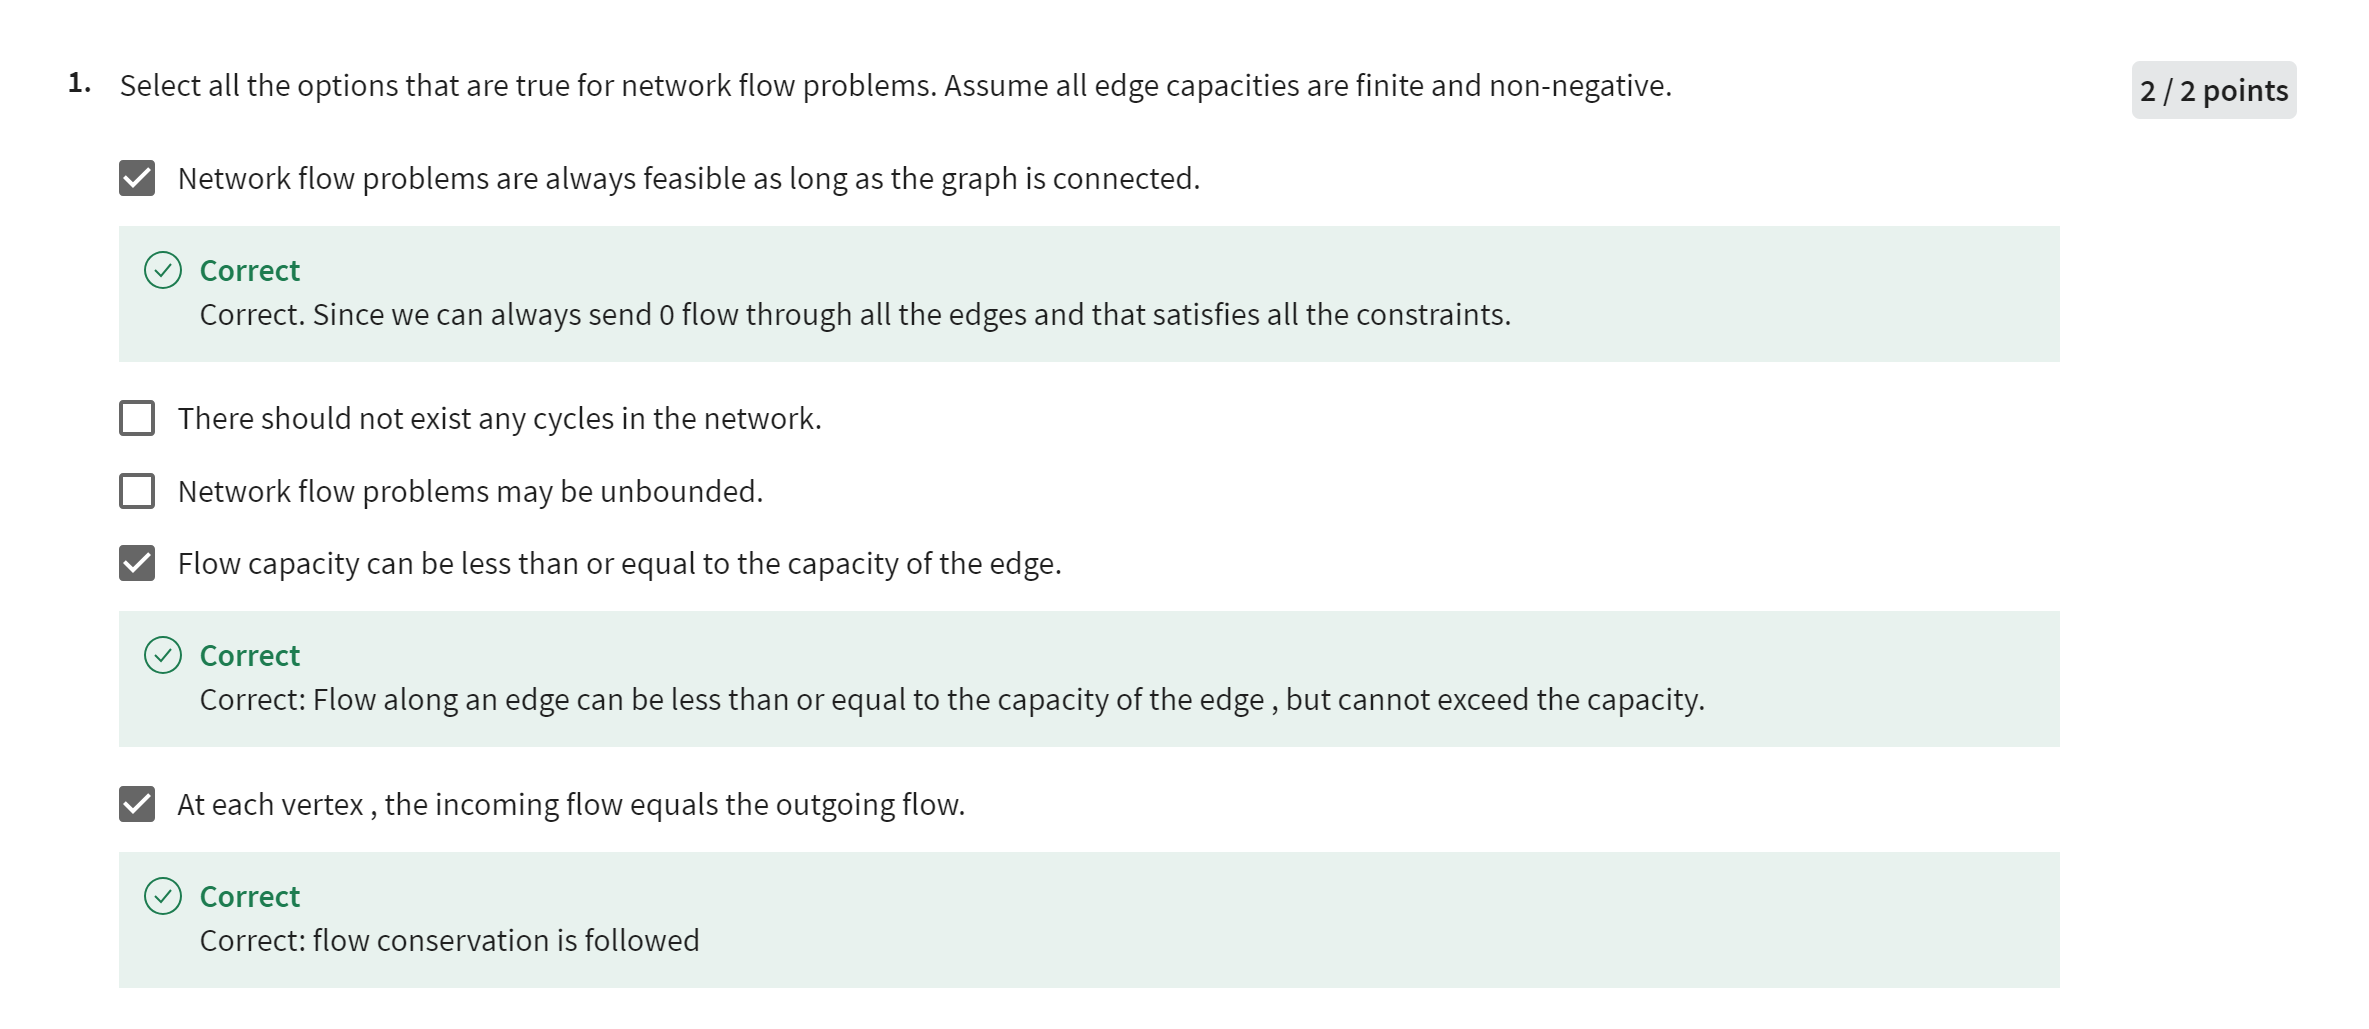 1. Select all the options that are true for network flow problems. Assume all edge capacities are finite and non-negative.
2 / 2 points
Network flow problems are always feasible as long as the graph is connected.
Correct
Correct. Since we can always send 0 flow through all the edges and that satisfies all the constraints.
There should not exist any cycles in the network.
Network flow problems may be unbounded.
Flow capacity can be less than or equal to the capacity of the edge.
Correct
Correct: Flow along an edge can be less than or equal to the capacity of the edge , but cannot exceed the capacity.
At each vertex , the incoming flow equals the outgoing flow.
Correct
Correct: flow conservation is followed